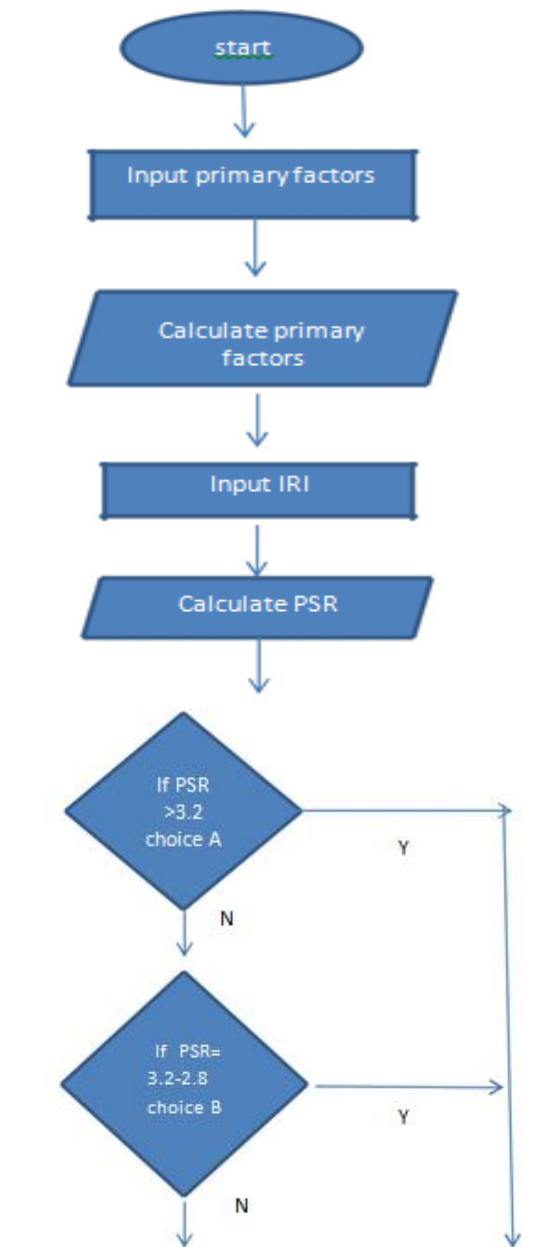 start
Input primary factors
Calculate primary
factors
Input IRI
Calculate PSR
If PSR
>3.2
choice A
Y
N
If PSR=
3.2-2.8
choice B
Y
N